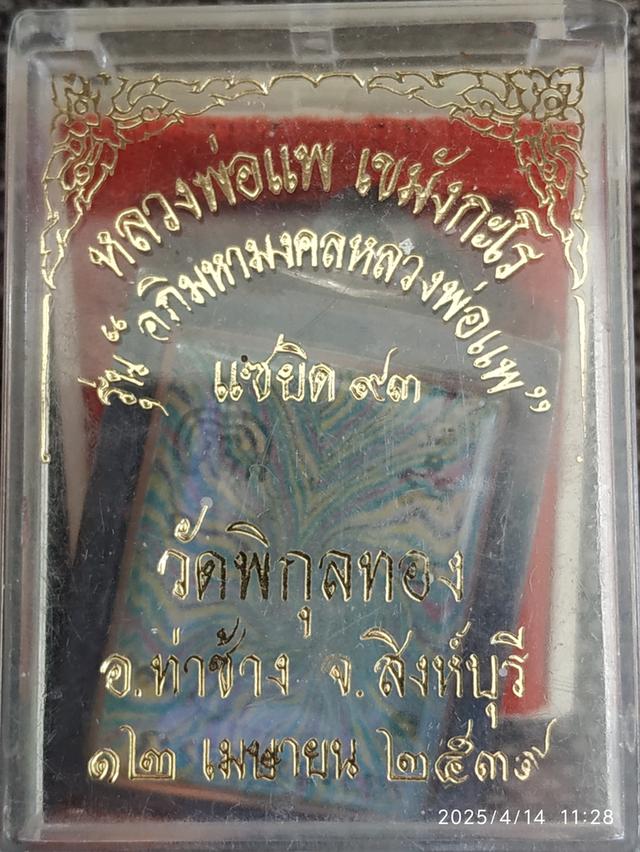 หลวงพ่อแพ เขมังกะโร
รุ่น “อภิมหามงคลหลวงพ่อแพ”
แซยิด ๙๓
วัดพิกุลทอง
อ.ท่าช้าง จ.สิงห์บุรี
๑๒ เมษายน ๒๕๓๗
2025/4/14 11:28